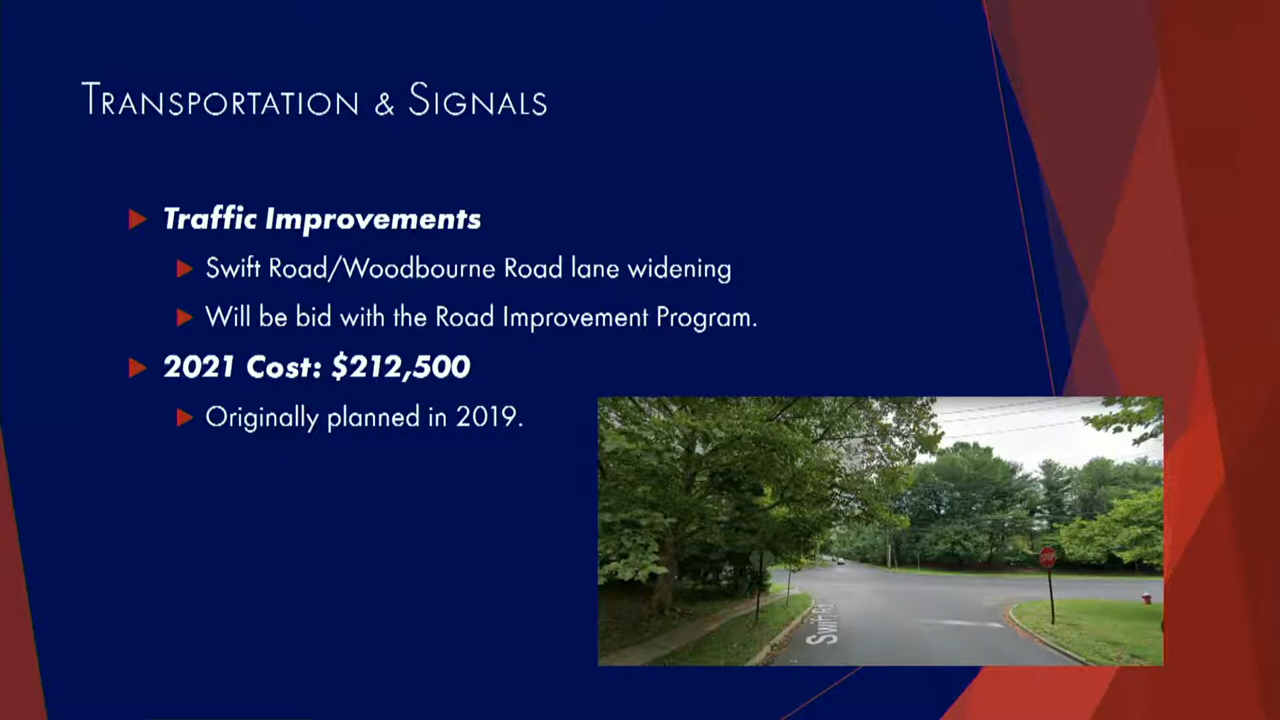 Transportation & Signals
Traffic Improvements
Swift Road/Woodbourne Road lane widening
Will be bid with the Road Improvement Program.
2021 Cost: $212,500
Originally planned in 2019.
STOP
Swift Rd